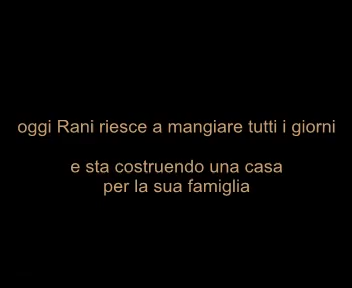 oggi Rani riesce a mangiare tutti i giorni
e sta costruendo una casa
per la sua famiglia